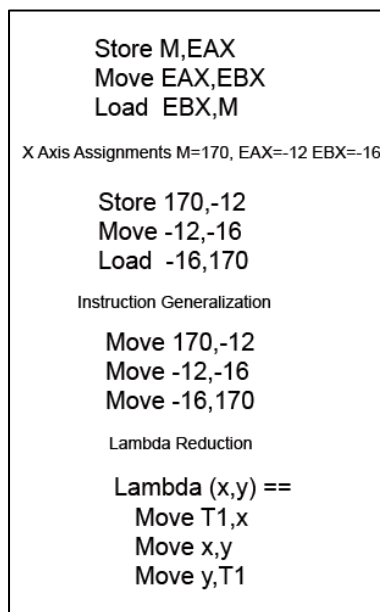 Store M,EAX
Move EAX,EBX
Load EBX,M
X Axis Assignments M=170, EAX=-12 EBX=-16
Store 170,-12
Move -12,-16
Load -16,170
Instruction Generalization
Move 170,-12
Move -12,-16
Move -16,170
Lambda Reduction
Lambda (x,y) ==
Move T1,x
Move x,y
Move y,T1